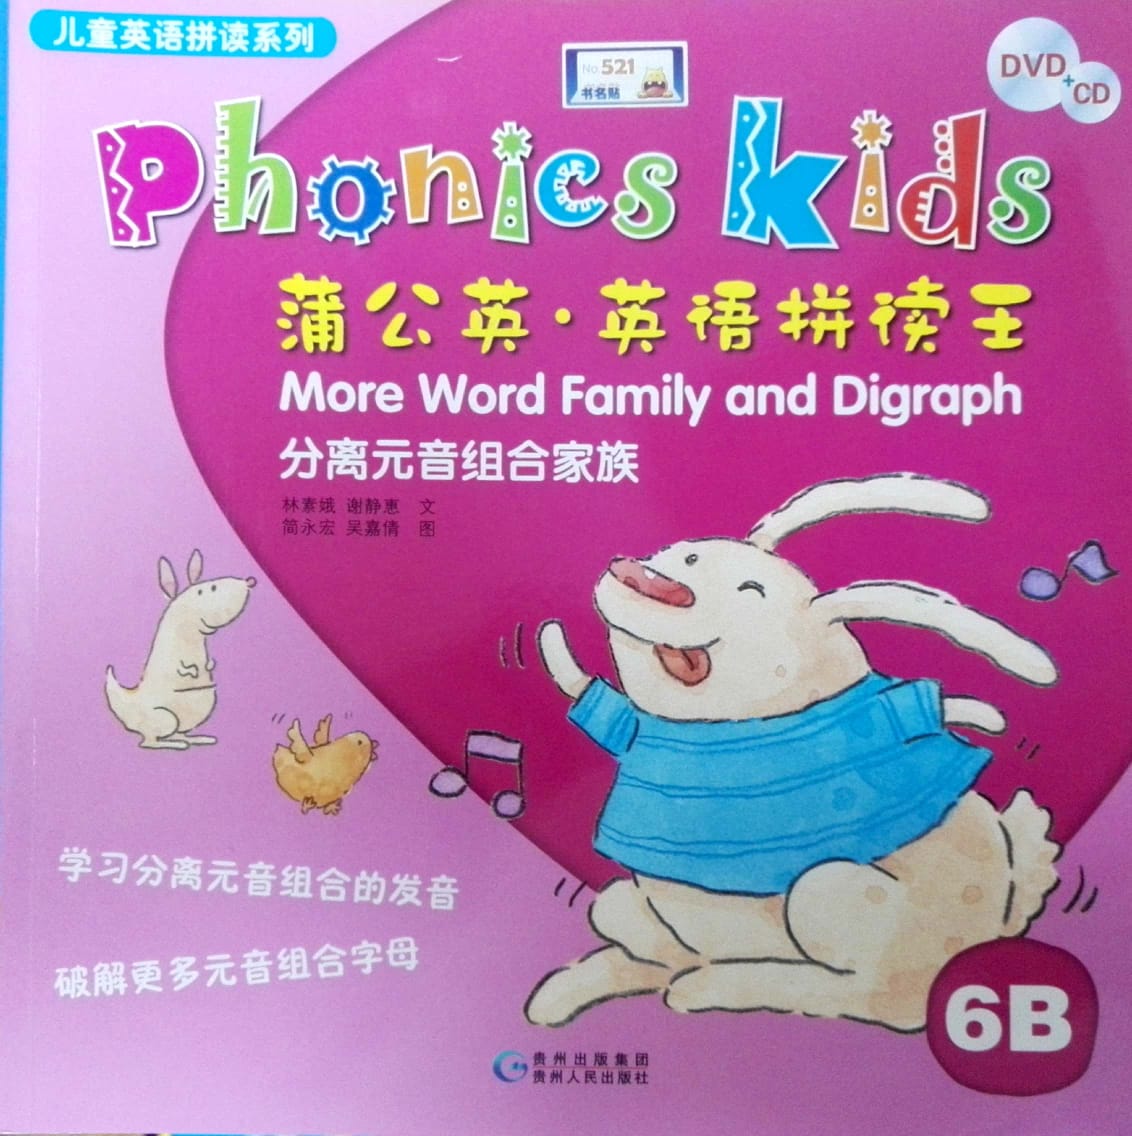 儿童英语拼读系列
No.521
书名贴
DVD
+CD
Phonics kids
蒲公英·英语拼读王
More Word Family and Digraph
分离元音组合家族
林素娥 谢静惠 文
简永宏 吴嘉倩 图
学习分离元音组合的发音
破解更多元音组合字母
6B
贵州出版集团
贵州人民出版社